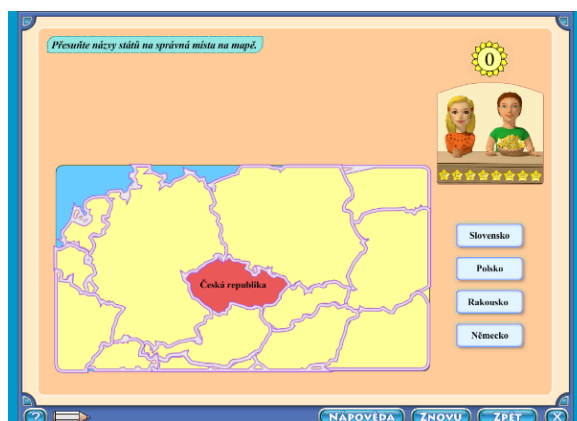 Přesuňte názvy států na správná místa na mapě.
0
Česká republika
Slovensko
Polsko
Rakousko
Německo
?
NÁPOVĚDA
ZNOVU
ZPĚT
X